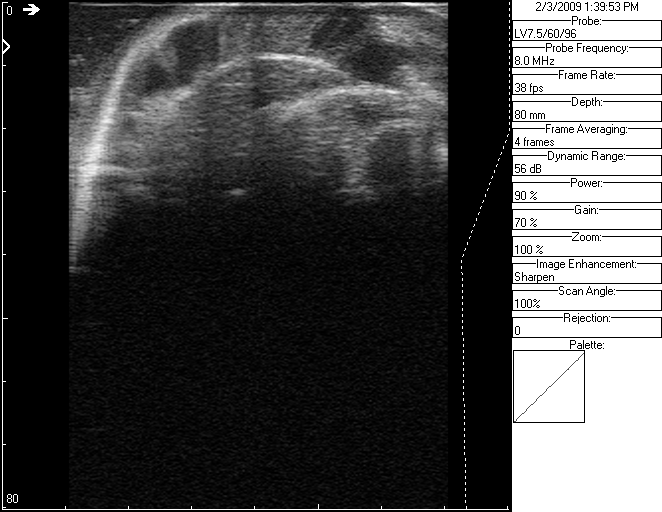 0
80
2/3/2009 1:39:53 PM
Probe:
LV7.5/60/96
Probe Frequency:
8.0 MHz
Frame Rate:
38 fps
Depth:
80 mm
Frame Averaging:
4 frames
Dynamic Range:
56 dB
Power:
90 %
Gain:
70 %
Zoom:
100 %
Image Enhancement:
Sharpen
Scan Angle:
100%
Rejection:
0
Palette: